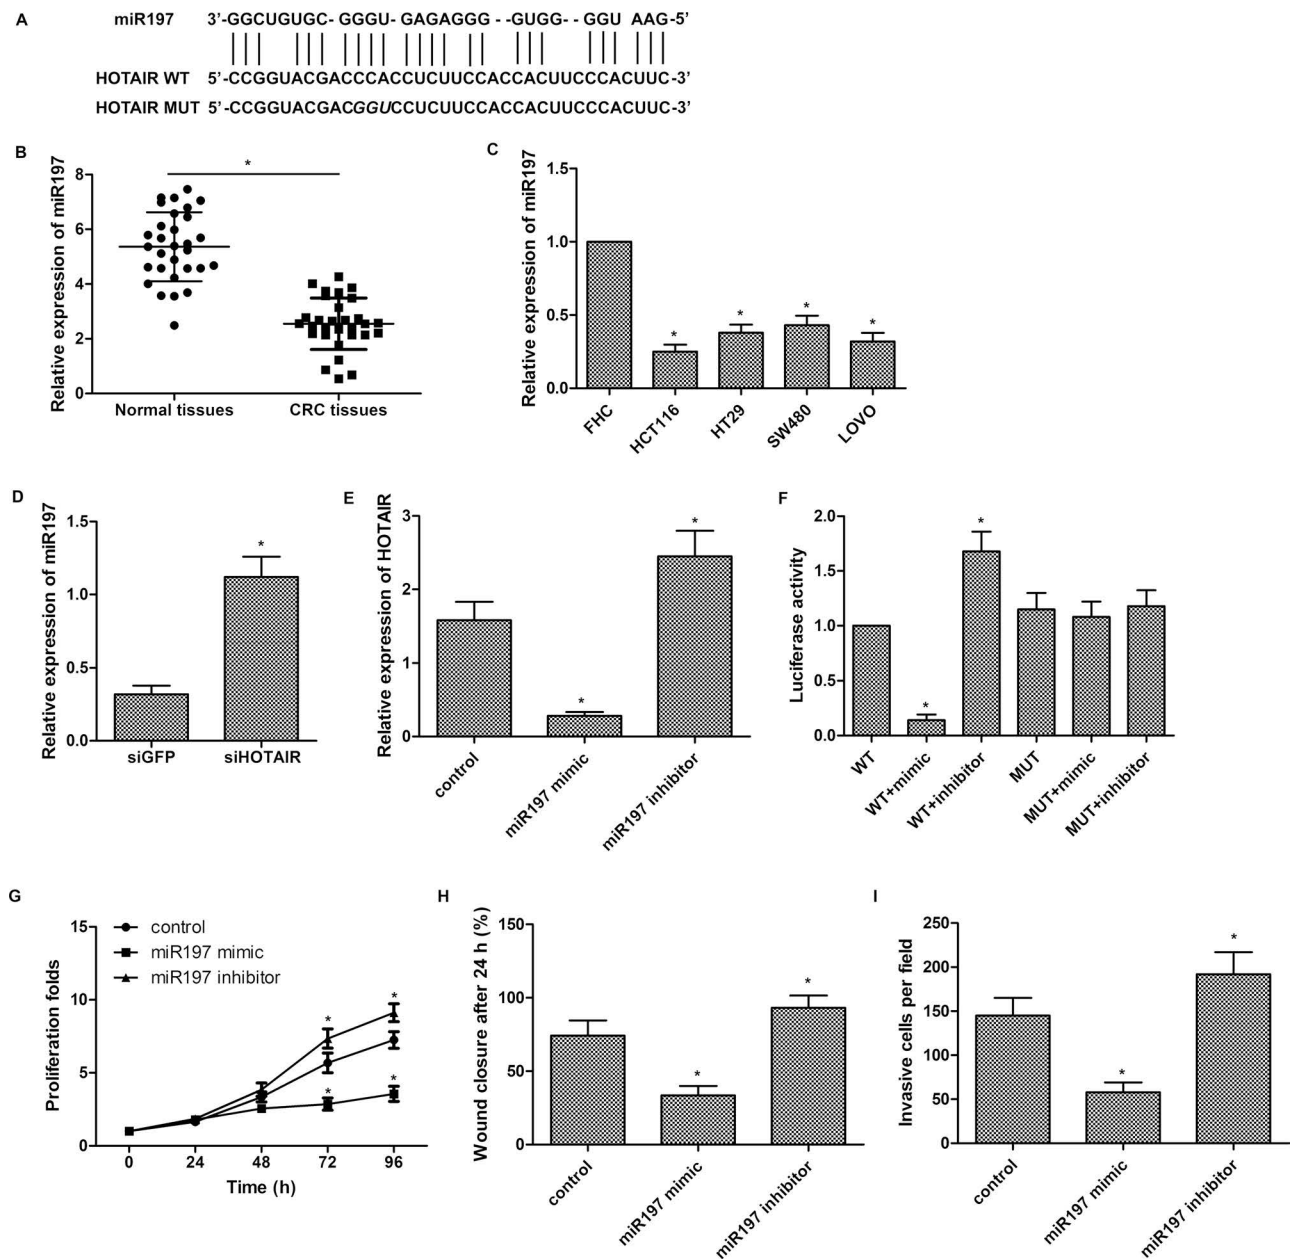 A
miR197 3’-GGCUGUGC- GGGU- GAGAGGG - -GUGG- - GGU AAG-5’
HOTAIR WT 5’-CCGGUACGACCCACCUCUUCCACCACUUCCCACUUC-3’
HOTAIR MUT 5’-CCGGUACGACGGUCCUCUUCCACCACUUCCCACUUC-3’
B
Relative expression of miR197
8
6
4
2
0
*
Normal tissues
CRC tissues
C
Relative expression of miR197
1.5
1.0
0.5
0.0
*
*
*
*
FHC
HCT116
HT29
SW480
LOVO
D
Relative expression of miR197
1.5
1.0
0.5
0.0
*
siGFP
siHOTAIR
E
Relative expression of HOTAIR
3
2
1
0
*
*
control
miR197 mimic
miR197 inhibitor
F
Luciferase activity
2.0
1.5
1.0
0.5
0.0
*
*
WT
WT+mimic
WT+inhibitor
MUT
MUT+mimic
MUT+inhibitor
G
Proliferation folds
15
10
5
0
control
miR197 mimic
miR197 inhibitor
*
*
*
*
0 24 48 72 96
Time (h)
H
Wound closure after 24 h (%)
150
100
50
0
*
*
control
miR197 mimic
miR197 inhibitor
I
Invasive cells per field
250
200
150
100
50
0
*
*
control
miR197 mimic
miR197 inhibitor